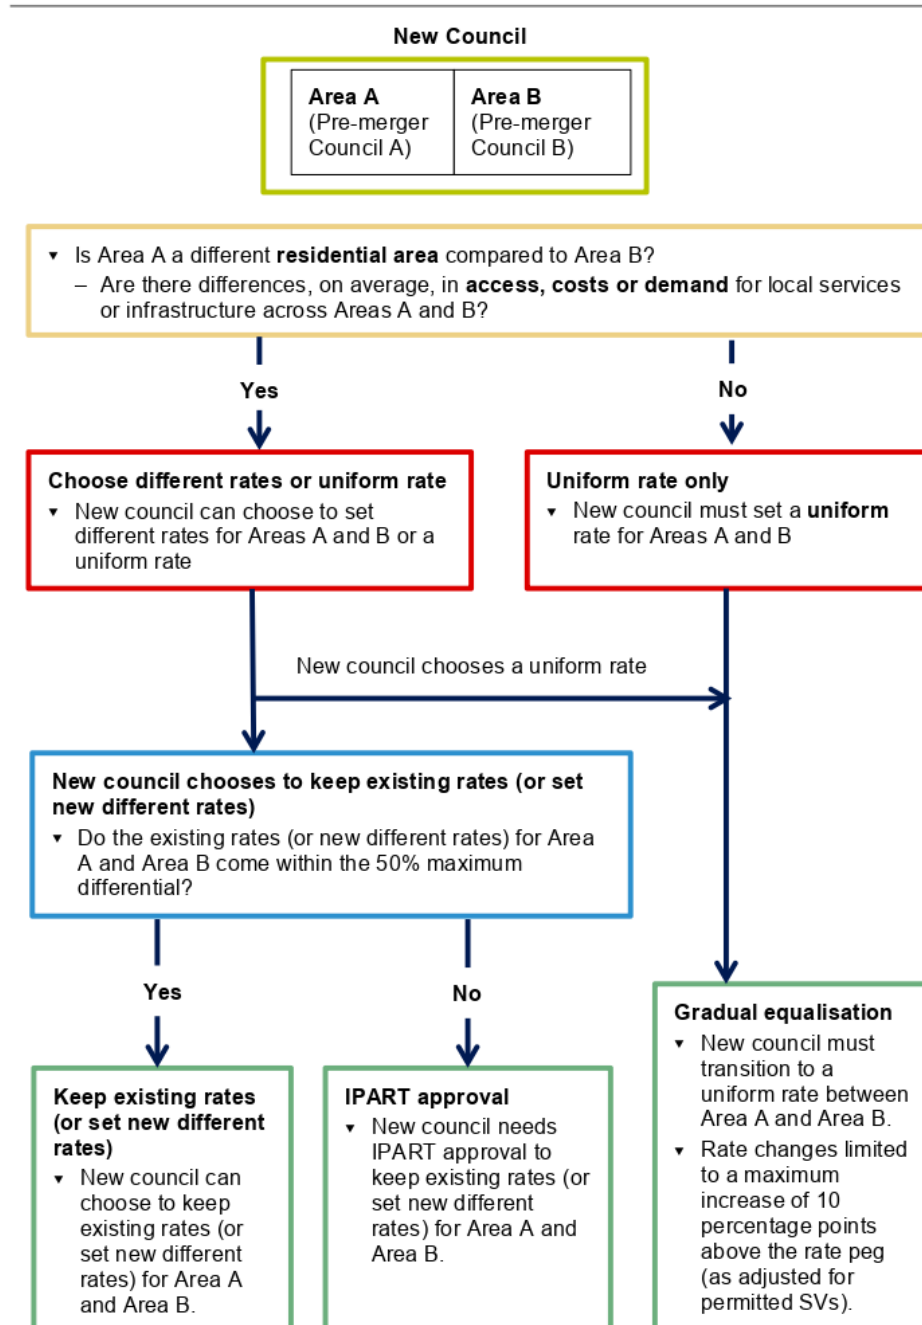 New Council
Area A
(Pre-merger
Council A)
Area B
(Pre-merger
Council B)
▾ Is Area A a different residential area compared to Area B?
– Are there differences, on average, in access, costs or demand for local services
or infrastructure across Areas A and B?
Yes
No
Choose different rates or uniform rate
▾ New council can choose to set
different rates for Areas A and B or a
uniform rate
Uniform rate only
▾ New council must set a uniform
rate for Areas A and B
New council chooses a uniform rate
New council chooses to keep existing rates (or set
new different rates)
▾ Do the existing rates (or new different rates) for Area
A and Area B come within the 50% maximum
differential?
Yes
No
Keep existing rates
(or set new different
rates)
▾ New council can
choose to keep
existing rates (or
set new different
rates) for Area A
and Area B.
IPART approval
▾ New council needs
IPART approval to
keep existing rates (or
set new different
rates) for Area A and
Area B.
Gradual equalisation
▾ New council must
transition to a
uniform rate between
Area A and Area B.
▾ Rate changes limited
to a maximum
increase of 10
percentage points
above the rate peg
(as adjusted for
permitted SVs).